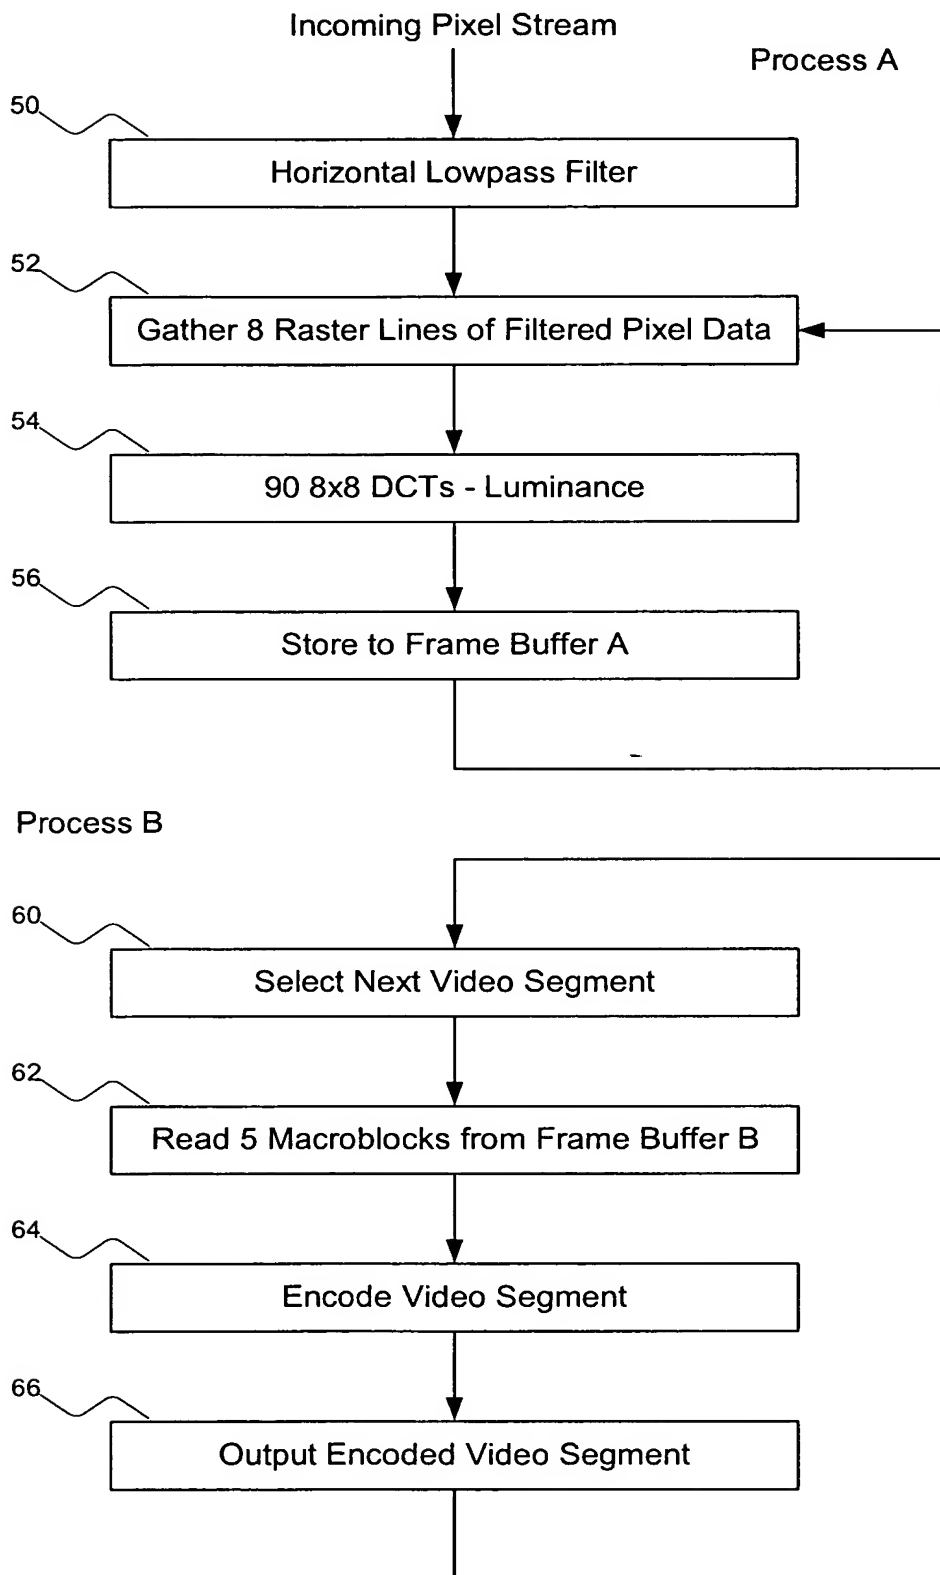 Incoming Pixel Stream
Process A
50
Horizontal Lowpass Filter
52
Gather 8 Raster Lines of Filtered Pixel Data
54
90 8x8 DCTs - Luminance
56
Store to Frame Buffer A
Process B
60
Select Next Video Segment
62
Read 5 Macroblocks from Frame Buffer B
64
Encode Video Segment
66
Output Encoded Video Segment